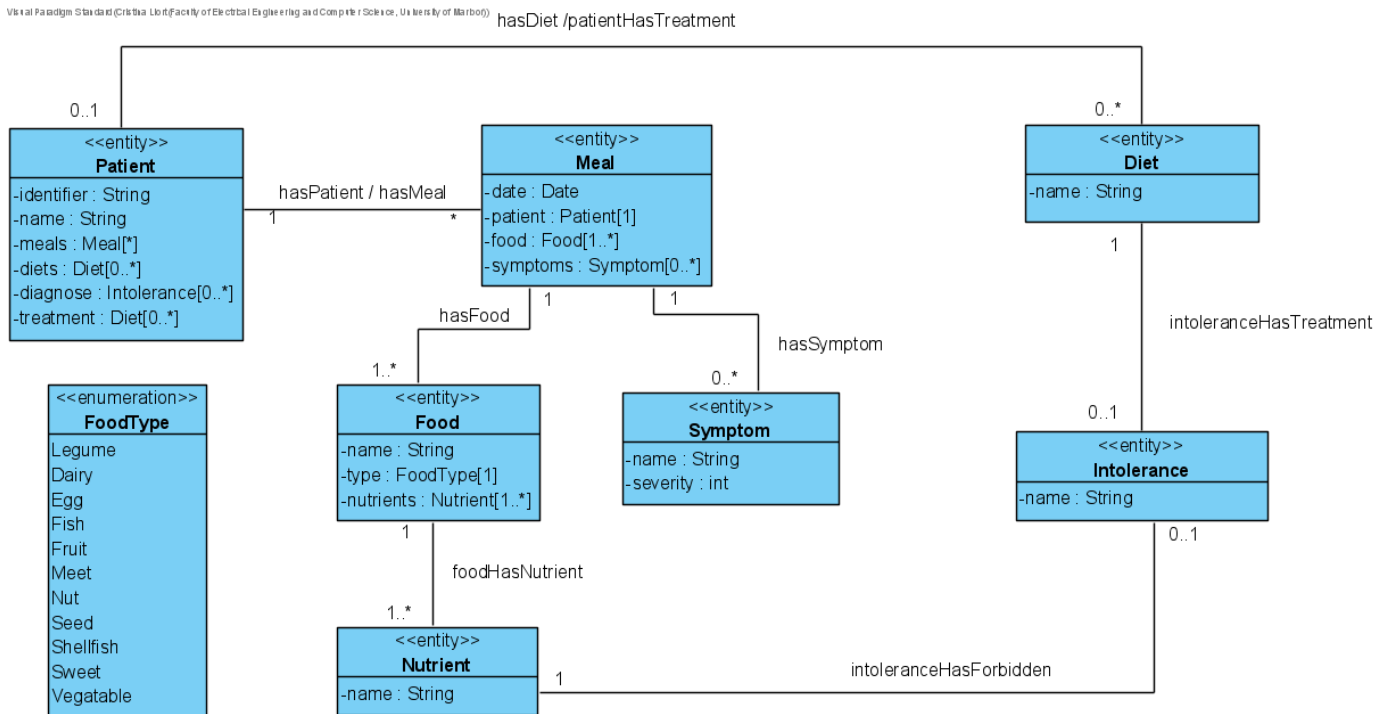 Visual Paradigm Standard(Cristina Llort(Faculty of Electrical Engineering and Computer Science, University of Maribor))
hasDiet /patientHasTreatment
0..1
0..*
<<entity>>
Patient
-identifier : String
-name : String
-meals : Meal[*]
-diets : Diet[0..*]
-diagnose : Intolerance[0..*]
-treatment : Diet[0..*]
hasPatient / hasMeal
1
*
<<entity>>
Meal
-date : Date
-patient : Patient[1]
-food : Food[1..*]
-symptoms : Symptom[0..*]
<<entity>>
Diet
-name : String
1
1
1
hasFood
hasSymptom
intoleranceHasTreatment
1..*
0..*
0..1
<<enumeration>>
FoodType
Legume
Dairy
Egg
Fish
Fruit
Meet
Nut
Seed
Shellfish
Sweet
Vegatable
<<entity>>
Food
-name : String
-type : FoodType[1]
-nutrients : Nutrient[1..*]
<<entity>>
Symptom
-name : String
-severity : int
<<entity>>
Intolerance
-name : String
1
0..1
foodHasNutrient
1..*
<<entity>>
Nutrient
-name : String
1
intoleranceHasForbidden